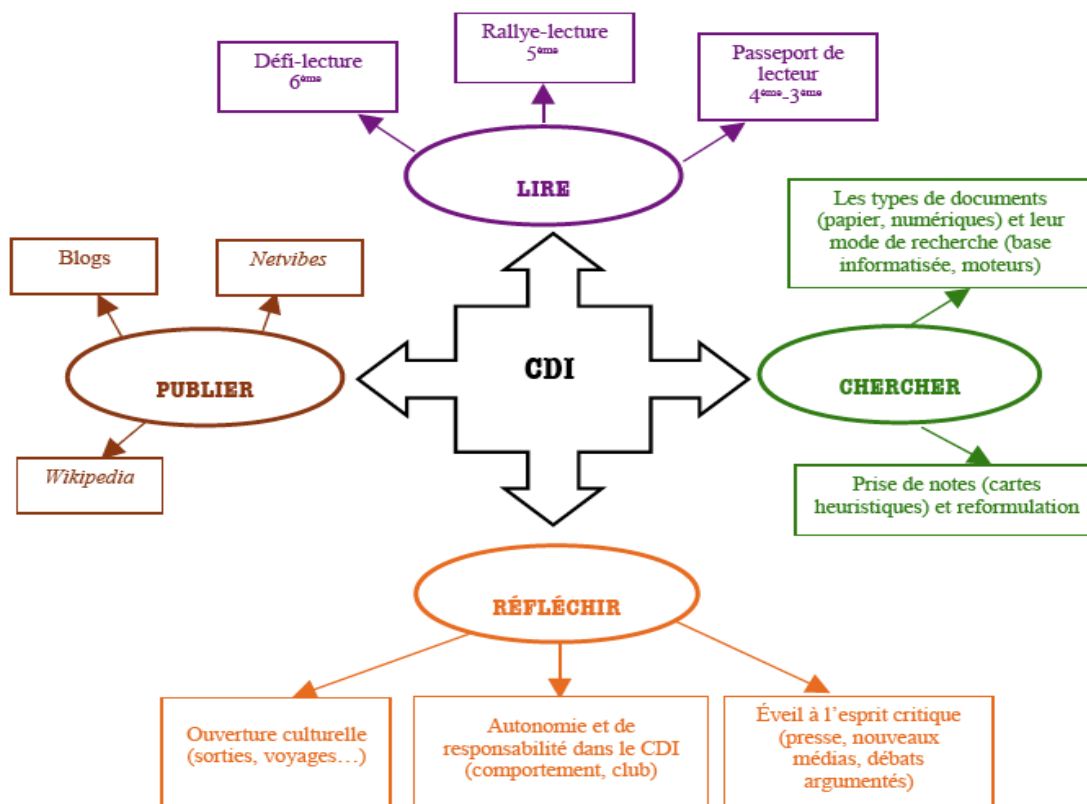 Défi-lecture
6ème
Rallye-lecture
5ème
Passeport de
lecteur
4ème-3ème
LIRE
Les types de documents
(papier, numériques) et leur
mode de recherche (base
informatisée, moteurs)
Blogs
Netvibes
CDI
PUBLIER
CHERCHER
Wikipedia
Prise de notes (cartes
heuristiques) et reformulation
RÉFLÉCHIR
Ouverture culturelle
(sorties, voyages…)
Autonomie et de
responsabilité dans le CDI
(comportement, club)
Éveil à l’esprit critique
(presse, nouveaux
médias, débats
argumentés)